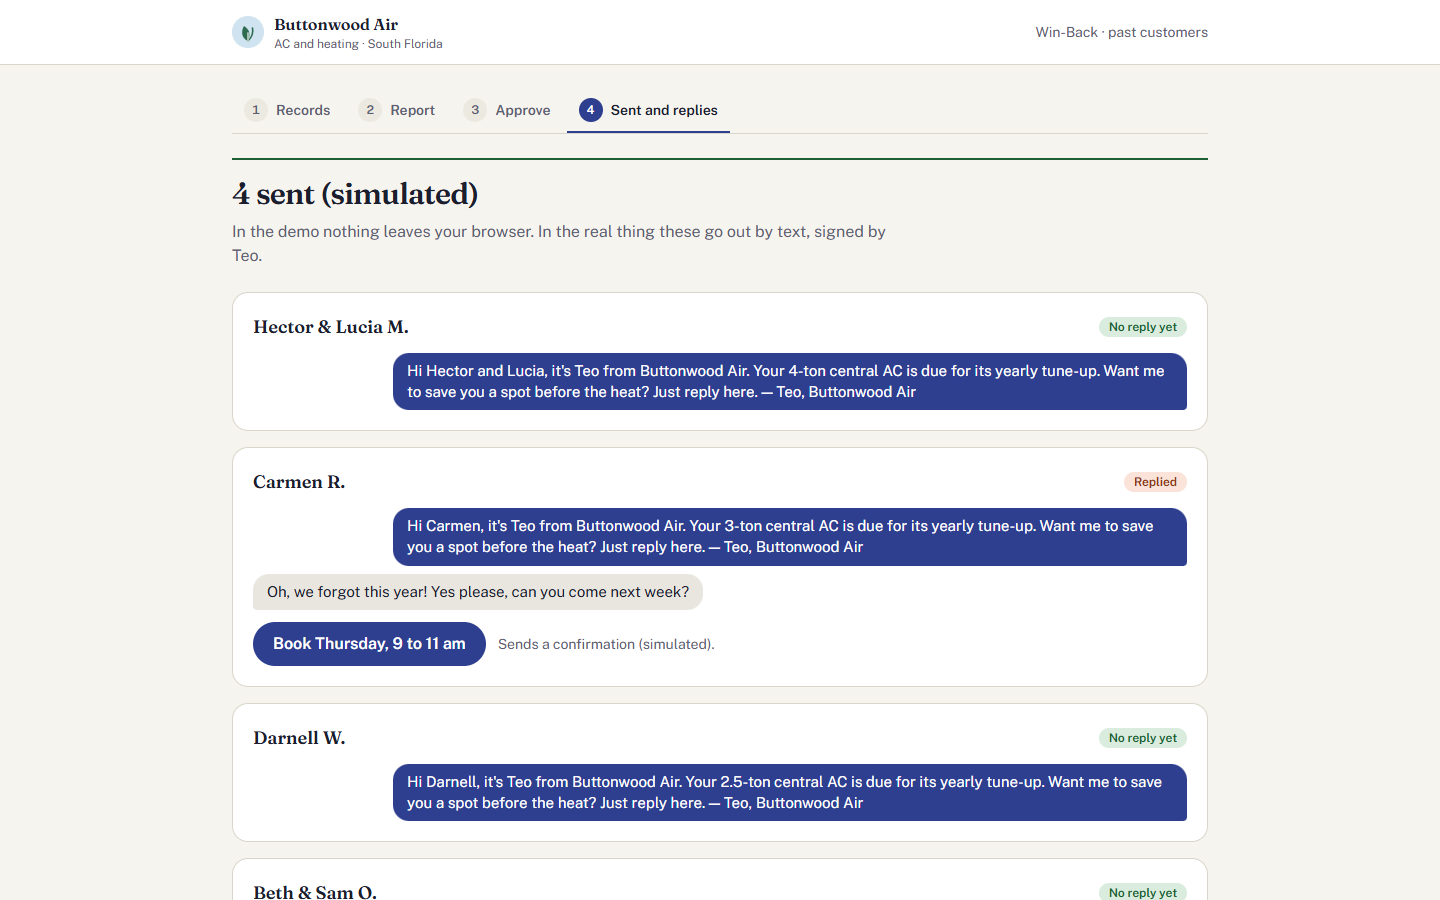 Buttonwood Air
AC and heating · South Florida
Win-Back · past customers
1 Records
2 Report
3 Approve
4 Sent and replies
4 sent (simulated)
In the demo nothing leaves your browser. In the real thing these go out by text, signed by
Teo.
Hector & Lucia M.
No reply yet
Hi Hector and Lucia, it's Teo from Buttonwood Air. Your 4-ton central AC is due for its yearly tune-up. Want me
to save you a spot before the heat? Just reply here. — Teo, Buttonwood Air
Carmen R.
Replied
Hi Carmen, it's Teo from Buttonwood Air. Your 3-ton central AC is due for its yearly tune-up. Want me to save
you a spot before the heat? Just reply here. — Teo, Buttonwood Air
Oh, we forgot this year! Yes please, can you come next week?
Book Thursday, 9 to 11 am
Sends a confirmation (simulated).
Darnell W.
No reply yet
Hi Darnell, it's Teo from Buttonwood Air. Your 2.5-ton central AC is due for its yearly tune-up. Want me to save
you a spot before the heat? Just reply here. — Teo, Buttonwood Air
Beth & Sam O.
No reply yet